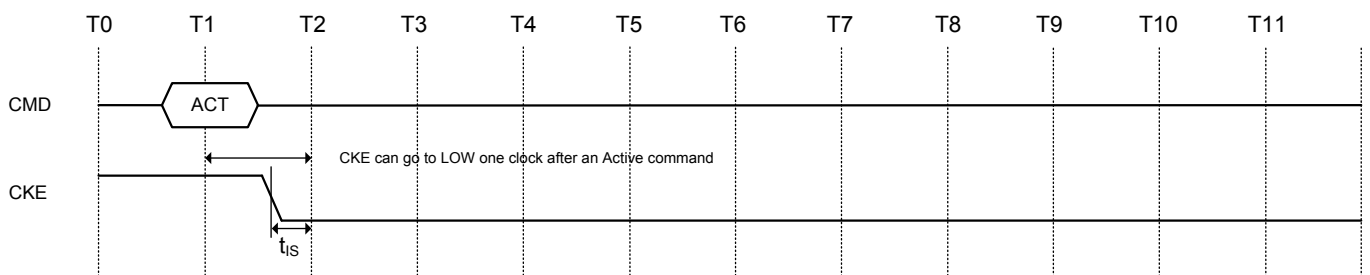 T0 T1 T2 T3 T4 T5 T6 T7 T8 T9 T10 T11
CMD ACT
CKE can go to LOW one clock after an Active command
CKE
tIS